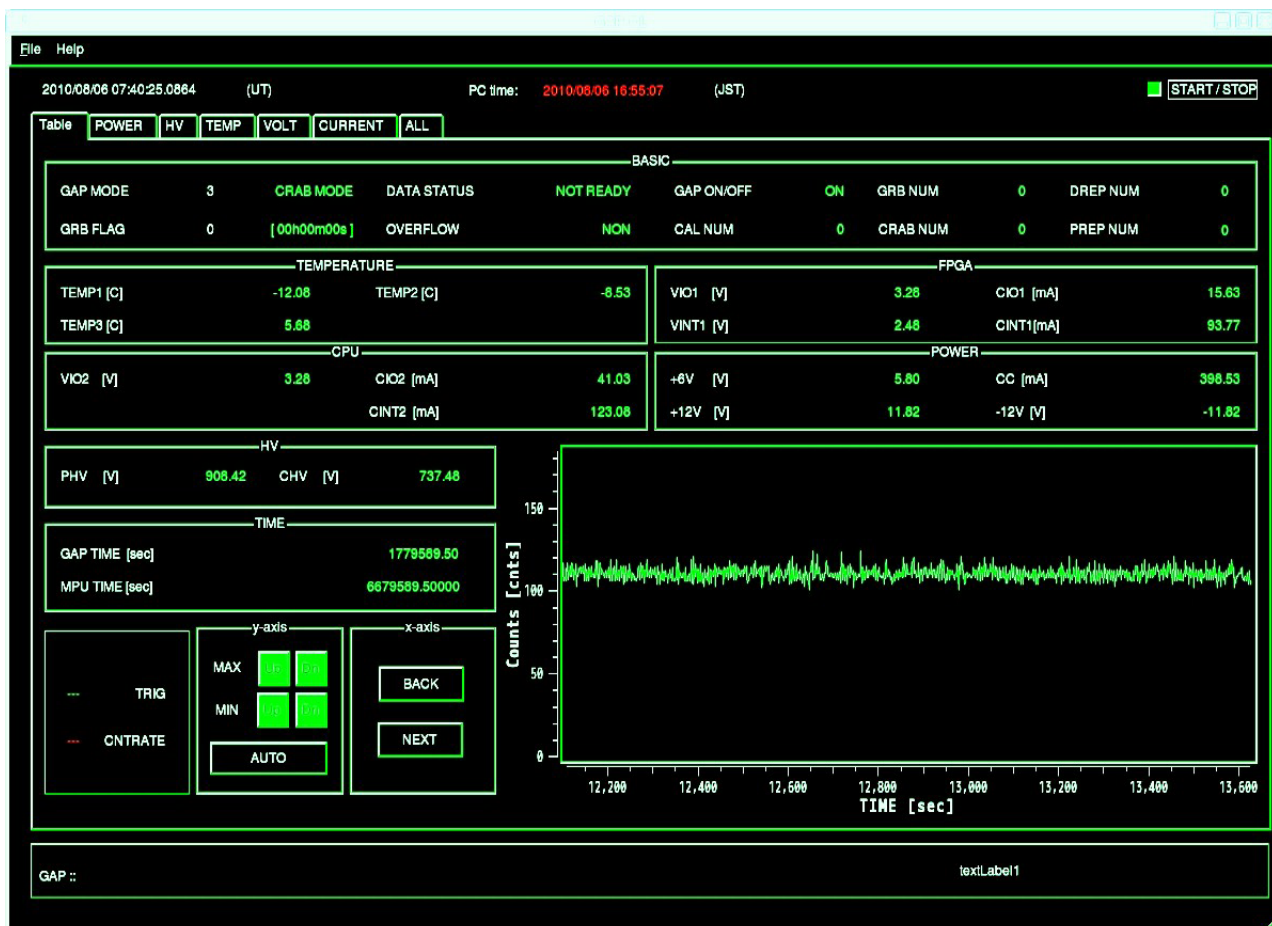 File Help
2010/08/06 07:40:25.0864 (UT) PC time: 2010/08/06 16:55:07 (JST) START / STOP
Table POWER HV TEMP VOLT CURRENT ALL
BASIC
GAP MODE 3 CRAB MODE DATA STATUS NOT READY GAP ON/OFF ON GRB NUM 0 DREP NUM 0
GRB FLAG 0 [ 00h00m00s ] OVERFLOW NON CAL NUM 0 CRAB NUM 0 PREP NUM 0
TEMPERATURE
TEMP1 [C] -12.08 TEMP2 [C] -8.53
TEMP3 [C] 5.68
FPGA
VIO1 [V] 3.28 CIO1 [mA] 15.63
VINT1 [V] 2.48 CINT1[mA] 93.77
CPU
VIO2 [V] 3.28 CIO2 [mA] 41.03
CINT2 [mA] 123.08
POWER
+6V [V] 5.80 CC [mA] 398.53
+12V [V] 11.82 -12V [V] -11.82
HV
PHV [V] 908.42 CHV [V] 737.48
TIME
GAP TIME [sec] 1779589.50
MPU TIME [sec] 6679589.50000
--- TRIG
--- CNTRATE
y-axis
MAX Up Dn
MIN Up Dn
AUTO
x-axis
BACK
NEXT
Counts [cnts]
150
100
50
0
12,200 12,400 12,600 12,800 13,000 13,200 13,400 13,600
TIME [sec]
GAP :: textLabel1